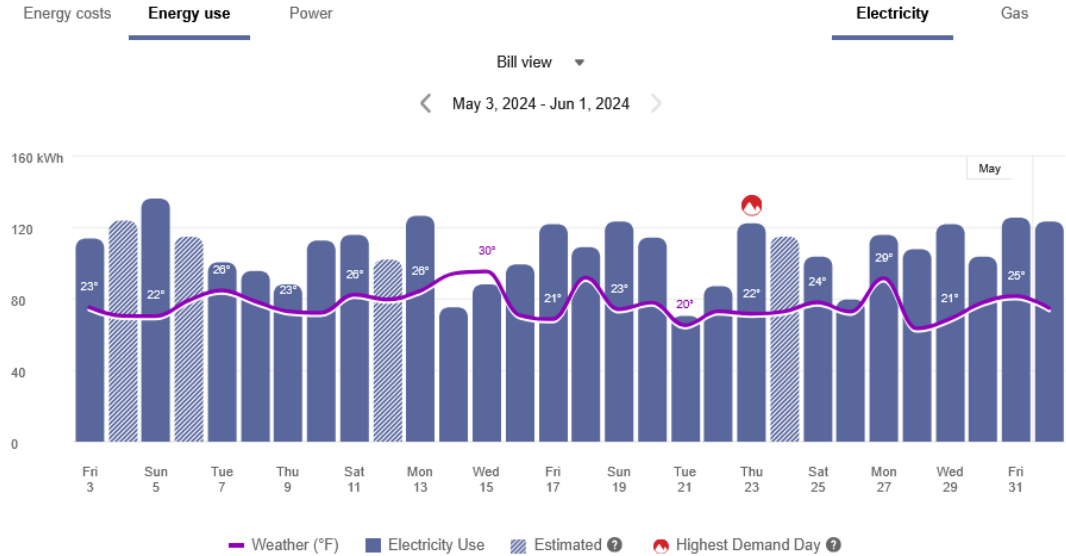 Energy costs Energy use Power Electricity Gas
Bill view
May 3, 2024 - Jun 1, 2024
160 kWh
May
120
30°
26° 26° 26° 29°
23° 22° 23° 21° 23° 20° 22° 24° 21° 25°
80
40
0
Fri Sun Tue Thu Sat Mon Wed Fri Sun Tue Thu Sat Mon Wed Fri
3 5 7 9 11 13 15 17 19 21 23 25 27 29 31
Weather (°F) Electricity Use Estimated ? Highest Demand Day ?